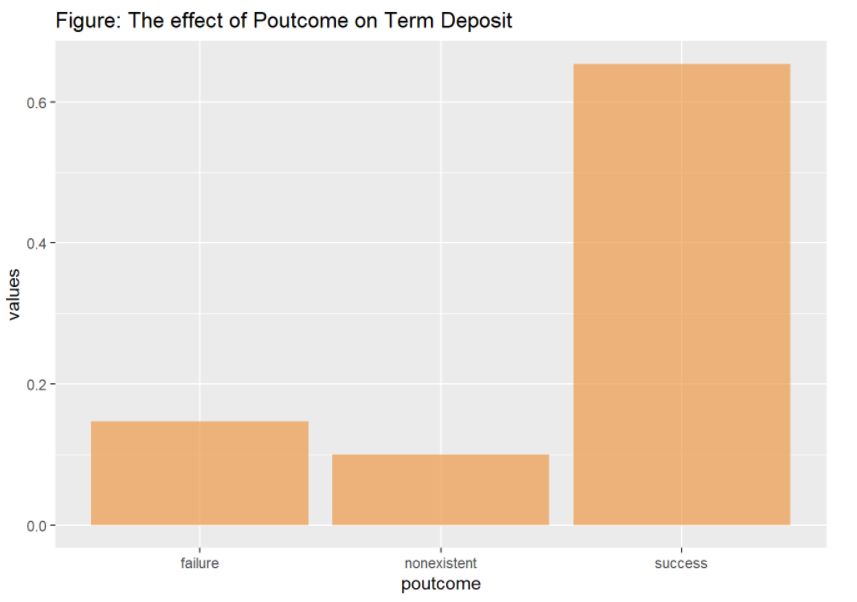 Figure: The effect of Poutcome on Term Deposit
0.6
0.4
0.2
0.0
values
failure nonexistent success
poutcome